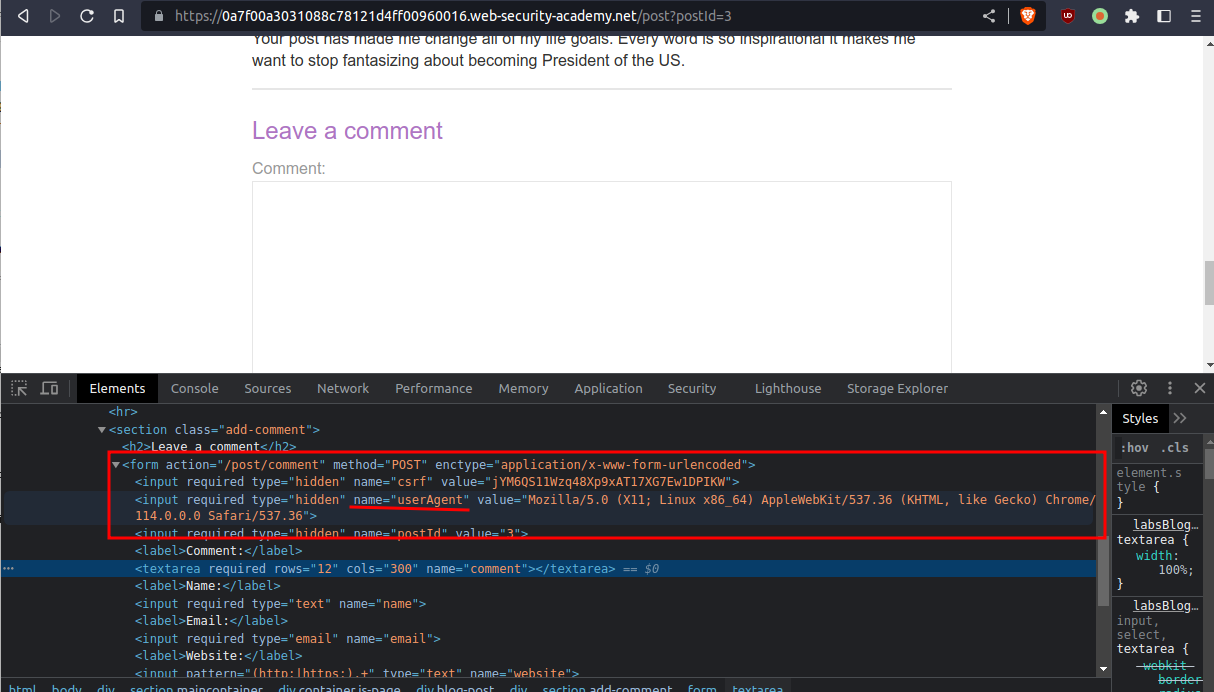 https://0a7f00a3031088c78121d4ff00960016.web-security-academy.net/post?postId=3
Your post has made me change all of my life goals. Every word is so inspirational it makes me
want to stop fantasizing about becoming President of the US.
Leave a comment
Comment:
Elements Console Sources Network Performance Memory Application Security Lighthouse Storage Explorer
<hr>
<section class="add-comment">
<h2>Leave a comment</h2>
<form action="/post/comment" method="POST" enctype="application/x-www-form-urlencoded">
<input required type="hidden" name="csrf" value="jYM6QS11Wzq48Xp9xAT17XG7Ew1DPIKW">
<input required type="hidden" name="userAgent" value="Mozilla/5.0 (X11; Linux x86_64) AppleWebKit/537.36 (KHTML, like Gecko) Chrome/
114.0.0.0 Safari/537.36">
<input required type="hidden" name="postId" value="3">
<label>Comment:</label>
<textarea required rows="12" cols="300" name="comment"></textarea> == $0
<label>Name:</label>
<input required type="text" name="name">
<label>Email:</label>
<input required type="email" name="email">
<label>Website:</label>
<input pattern="(http:|https:).+" type="text" name="website">
html body div section.maincontainer div.container.is-page div.blog-post div section.add-comment form textarea
Styles
:hov .cls
element.s
tyle {
}
labsBlog…
textarea {
width:
100%;
}
labsBlog…
input,
select,
textarea {
-webkit-
border-
radius